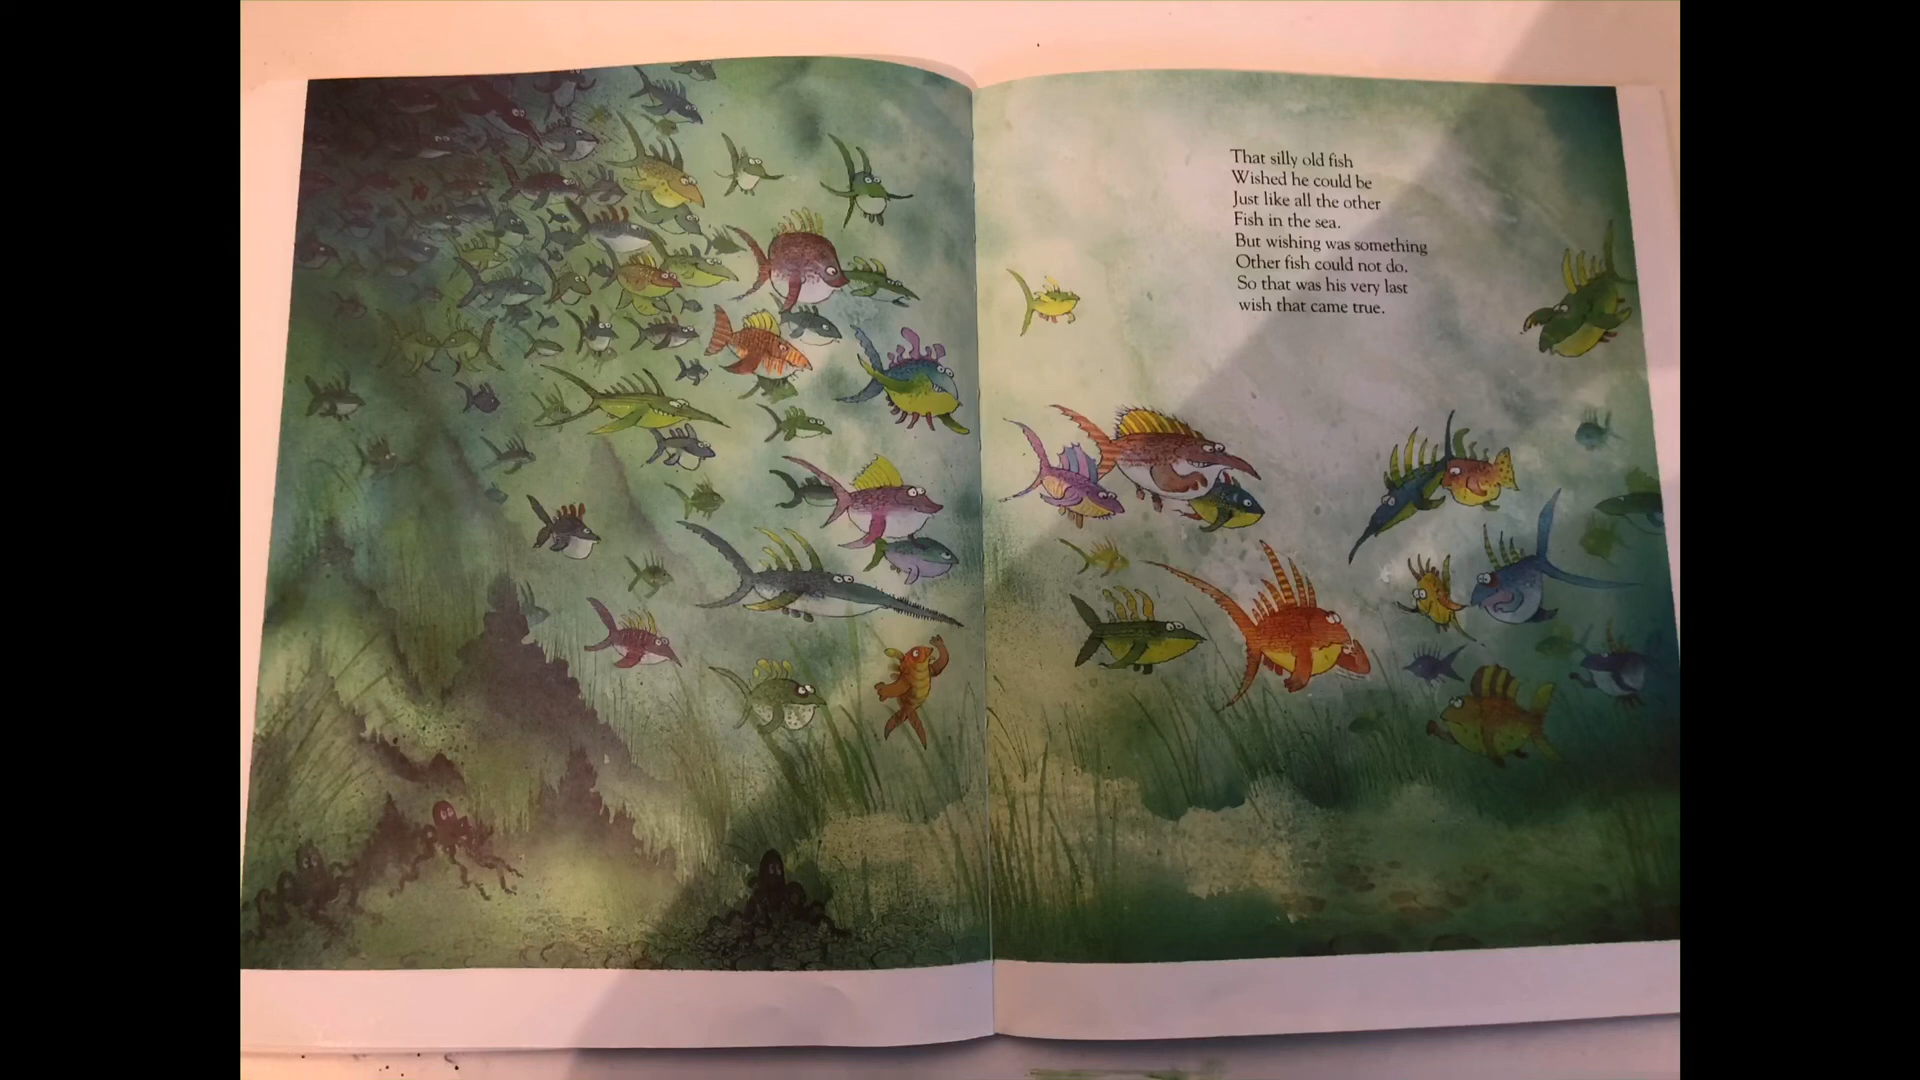 That silly old fish
Wished he could be
Just like all the other
Fish in the sea.
But wishing was something
Other fish could not do.
So that was his very last
wish that came true.